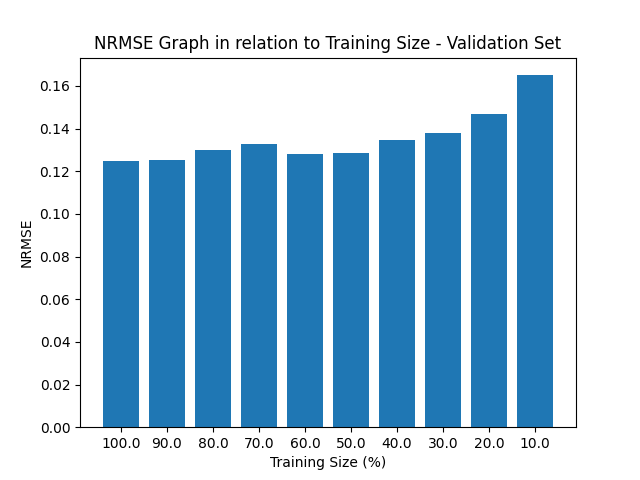 NRMSE Graph in relation to Training Size - Validation Set
0.16
0.14
0.12
0.10
0.08
0.06
0.04
0.02
0.00
NRMSE
100.0 90.0 80.0 70.0 60.0 50.0 40.0 30.0 20.0 10.0
Training Size (%)